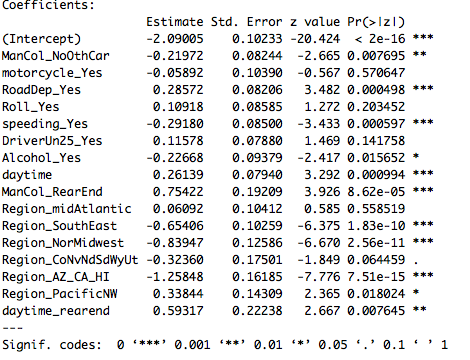 Coefficients:
                      Estimate Std. Error z value Pr(>|z|)
(Intercept)           -2.09005    0.10233 -20.424  < 2e-16 ***
ManCol_NoOthCar       -0.21972    0.08244  -2.665 0.007695 **
motorcycle_Yes        -0.05892    0.10390  -0.567 0.570647
RoadDep_Yes            0.28572    0.08206   3.482 0.000498 ***
Roll_Yes               0.10918    0.08585   1.272 0.203452
speeding_Yes          -0.29180    0.08500  -3.433 0.000597 ***
DriverUn25_Yes         0.11578    0.07880   1.469 0.141758
Alcohol_Yes           -0.22668    0.09379  -2.417 0.015652 *
daytime                0.26139    0.07940   3.292 0.000994 ***
ManCol_RearEnd         0.75422    0.19209   3.926 8.62e-05 ***
Region_midAtlantic     0.06092    0.10412   0.585 0.558519
Region_SouthEast      -0.65406    0.10259  -6.375 1.83e-10 ***
Region_NorMidwest     -0.83947    0.12586  -6.670 2.56e-11 ***
Region_CoNvNdSdWyUt   -0.32360    0.17501  -1.849 0.064459 .
Region_AZ_CA_HI       -1.25848    0.16185  -7.776 7.51e-15 ***
Region_PacificNW       0.33844    0.14309   2.365 0.018024 *
daytime_rearend        0.59317    0.22238   2.667 0.007645 **
---
Signif. codes:  0 ‘***’ 0.001 ‘**’ 0.01 ‘*’ 0.05 ‘.’ 0.1 ‘ ’ 1